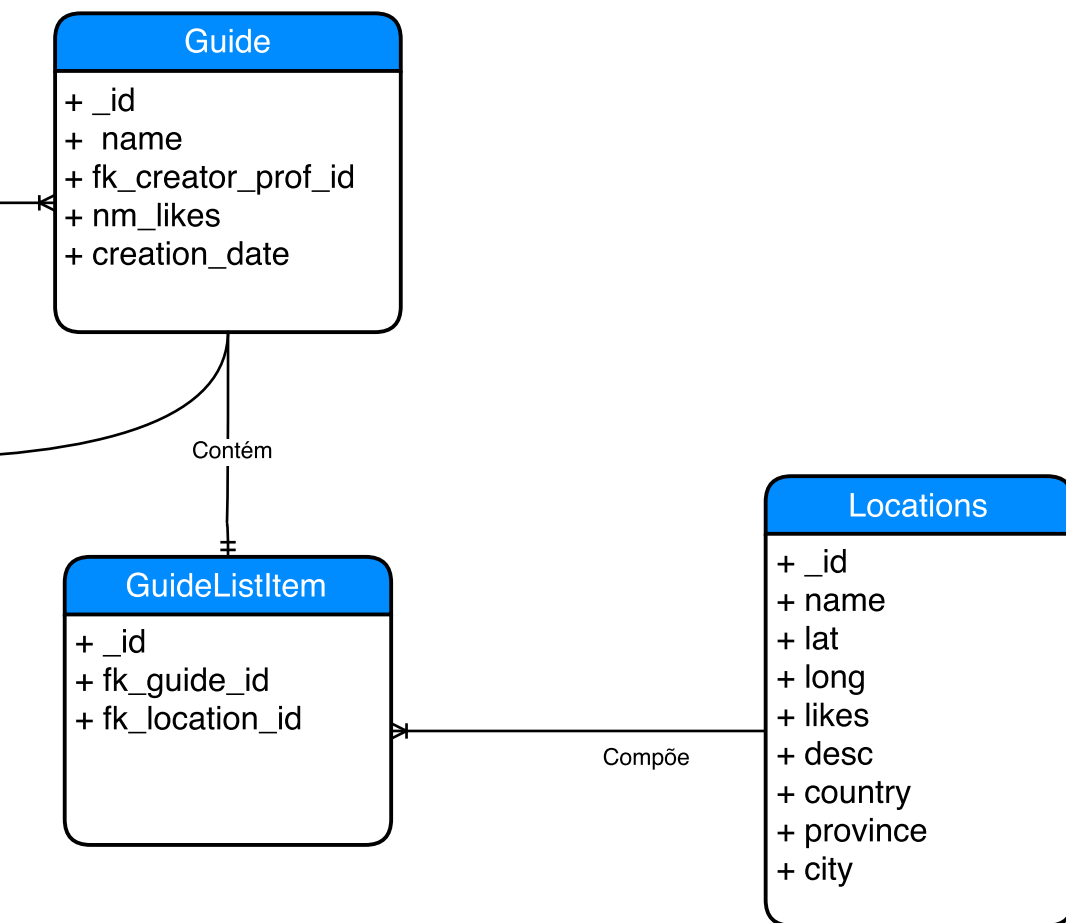 Guide
+ _id
+ name
+ fk_creator_prof_id
+ nm_likes
+ creation_date
Contém
GuideListItem
+ _id
+ fk_guide_id
+ fk_location_id
Compõe
Locations
+ _id
+ name
+ lat
+ long
+ likes
+ desc
+ country
+ province
+ city